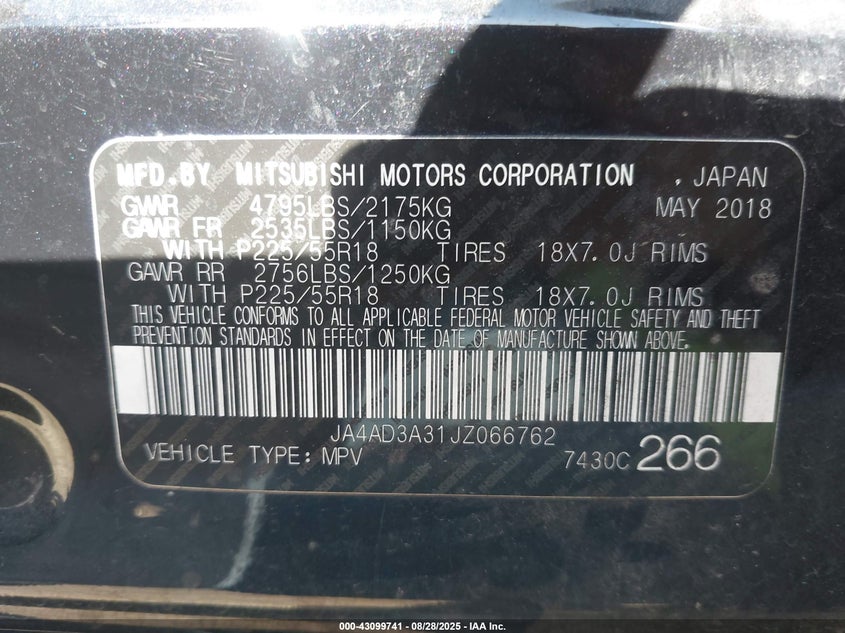 MFD.BY MITSUBISHI MOTORS CORPORATION , JAPAN
GVWR 4795LBS/2175KG MAY 2018
GAWR FR 2535LBS/1150KG
WITH P225/55R18 TIRES 18X7.0J RIMS
GAWR RR 2756LBS/1250KG
WITH P225/55R18 TIRES 18X7.0J RIMS
THIS VEHICLE CONFORMS TO ALL APPLICABLE FEDERAL MOTOR VEHICLE SAFETY AND THEFT
PREVENTION STANDARDS IN EFFECT ON THE DATE OF MANUFACTURE SHOWN ABOVE.
JA4AD3A31JZ066762
VEHICLE TYPE: MPV 7430C 266
000-43099741 - 08/28/2025 - IAA Inc.